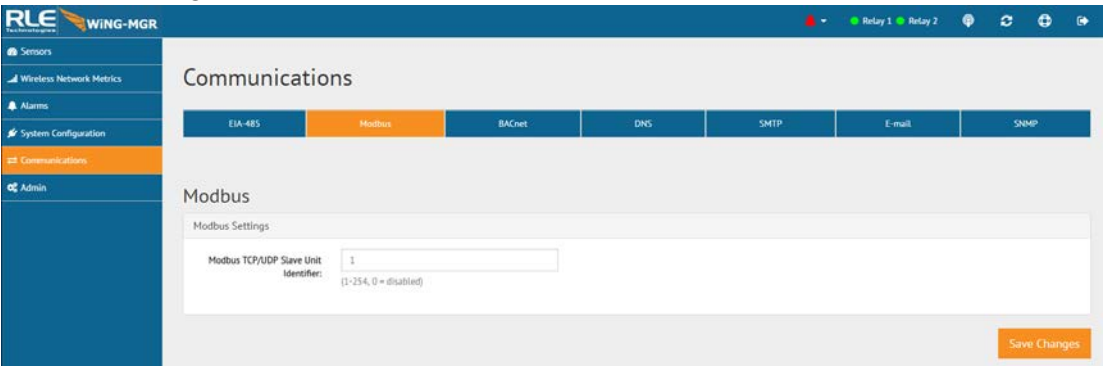 RLE WiNG-MGR
Technologies
Relay 1 Relay 2
Sensors
Wireless Network Metrics
Alarms
System Configuration
Communications
Admin
Communications
EIA-485 Modbus BACnet DNS SMTP E-mail SNMP
Modbus
Modbus Settings
Modbus TCP/UDP Slave Unit
Identifier:
1
(1-254, 0 = disabled)
Save Changes